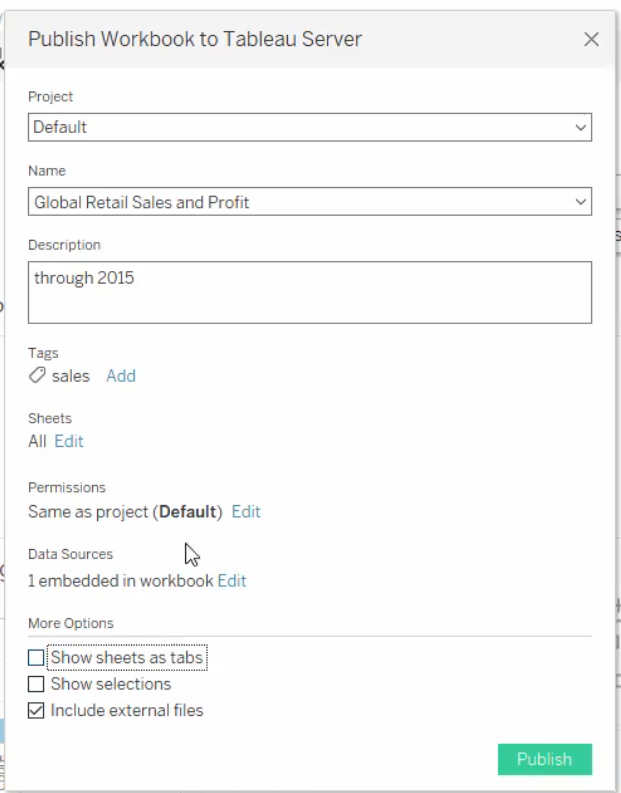 Publish Workbook to Tableau Server
Project
Default
Name
Global Retail Sales and Profit
Description
through 2015
Tags
sales Add
Sheets
All Edit
Permissions
Same as project (Default) Edit
Data Sources
1 embedded in workbook Edit
More Options
Show sheets as tabs
Show selections
Include external files
Publish